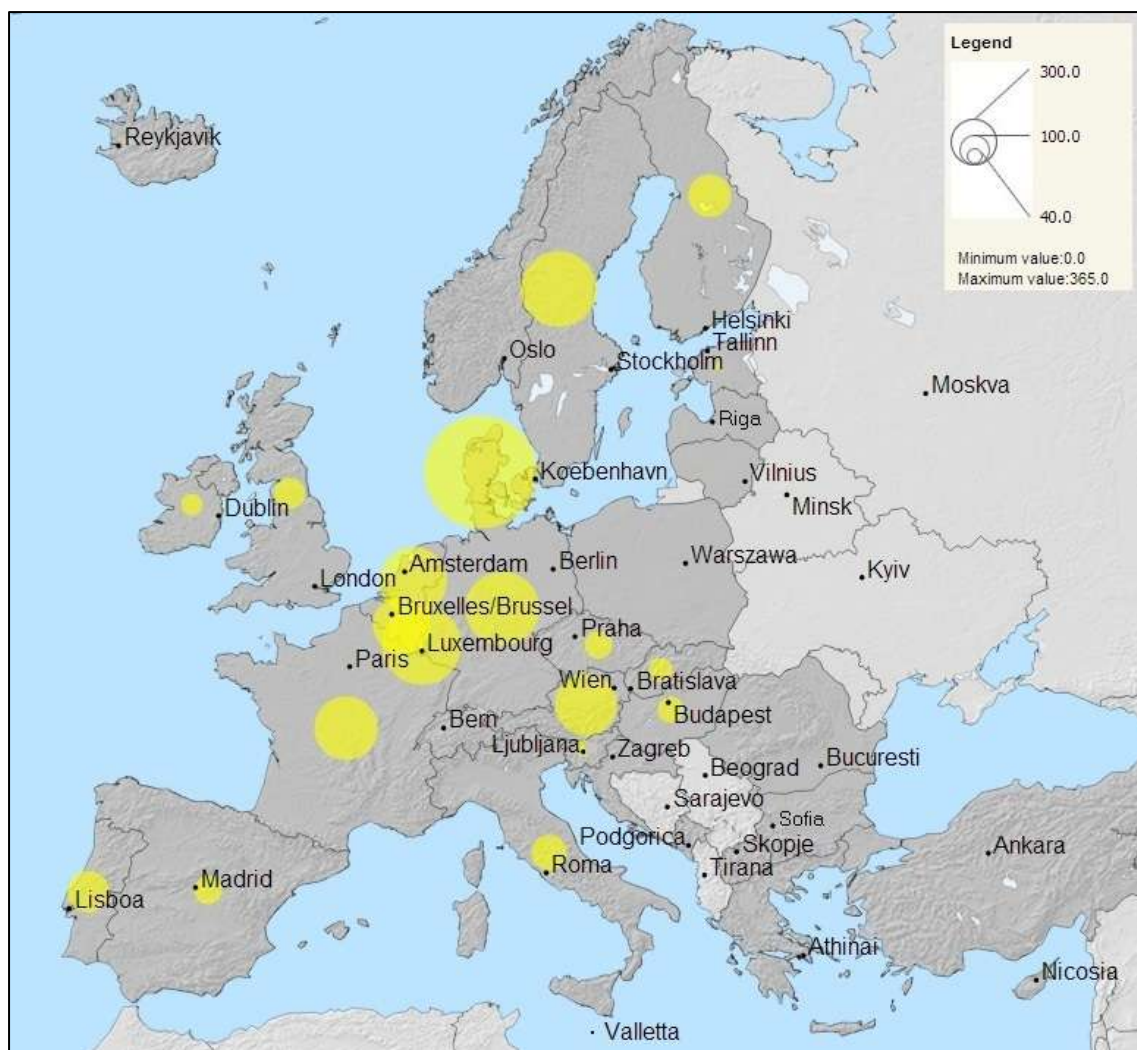 Legend
300.0
100.0
40.0
Minimum value:0.0
Maximum value:365.0
Reykjavik
Helsinki
Tallinn
Oslo
Stockholm
Moskva
Riga
Koebenhavn
Vilnius
Minsk
Dublin
Amsterdam
Berlin
Warszawa
London
Kyiv
Bruxelles/Brussel
Praha
Luxembourg
Paris
Wien
Bratislava
Budapest
Bern
Ljubljana
Zagreb
Bucuresti
Beograd
Sarajevo
Sofia
Podgorica
Skopje
Ankara
Roma
Tirana
Madrid
Lisboa
Athinai
Nicosia
Valletta